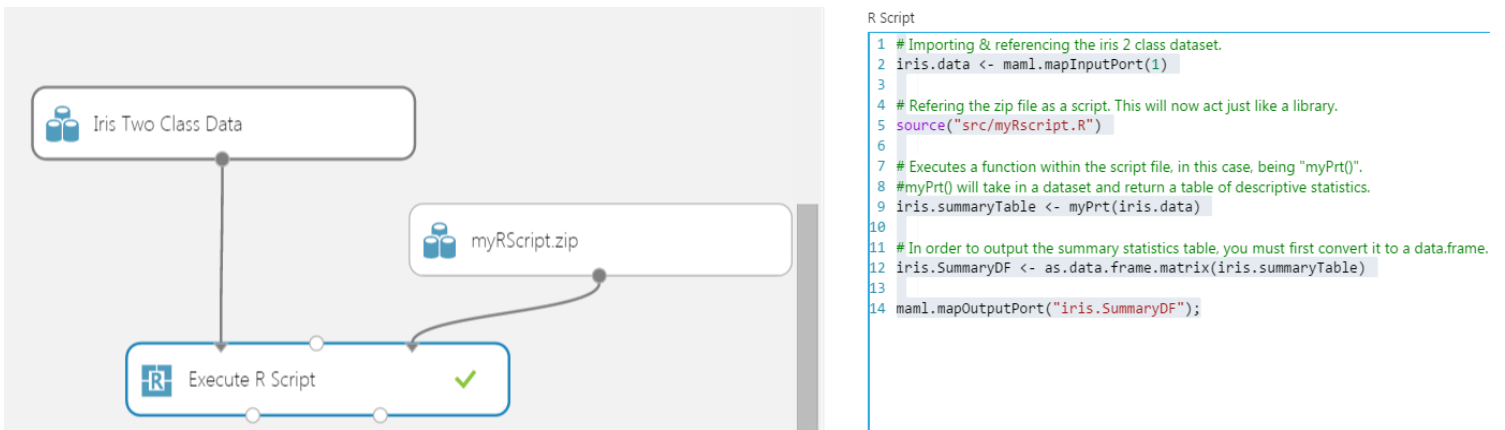 Iris Two Class Data
myRScript.zip
Execute R Script
R Script
1 # Importing & referencing the iris 2 class dataset.
2 iris.data <- maml.mapInputPort(1)
3
4 # Refering the zip file as a script. This will now act just like a library.
5 source("src/myRscript.R")
6
7 # Executes a function within the script file, in this case, being "myPrt()".
8 #myPrt() will take in a dataset and return a table of descriptive statistics.
9 iris.summaryTable <- myPrt(iris.data)
10
11 # In order to output the summary statistics table, you must first convert it to a data.frame.
12 iris.SummaryDF <- as.data.frame.matrix(iris.summaryTable)
13
14 maml.mapOutputPort("iris.SummaryDF");